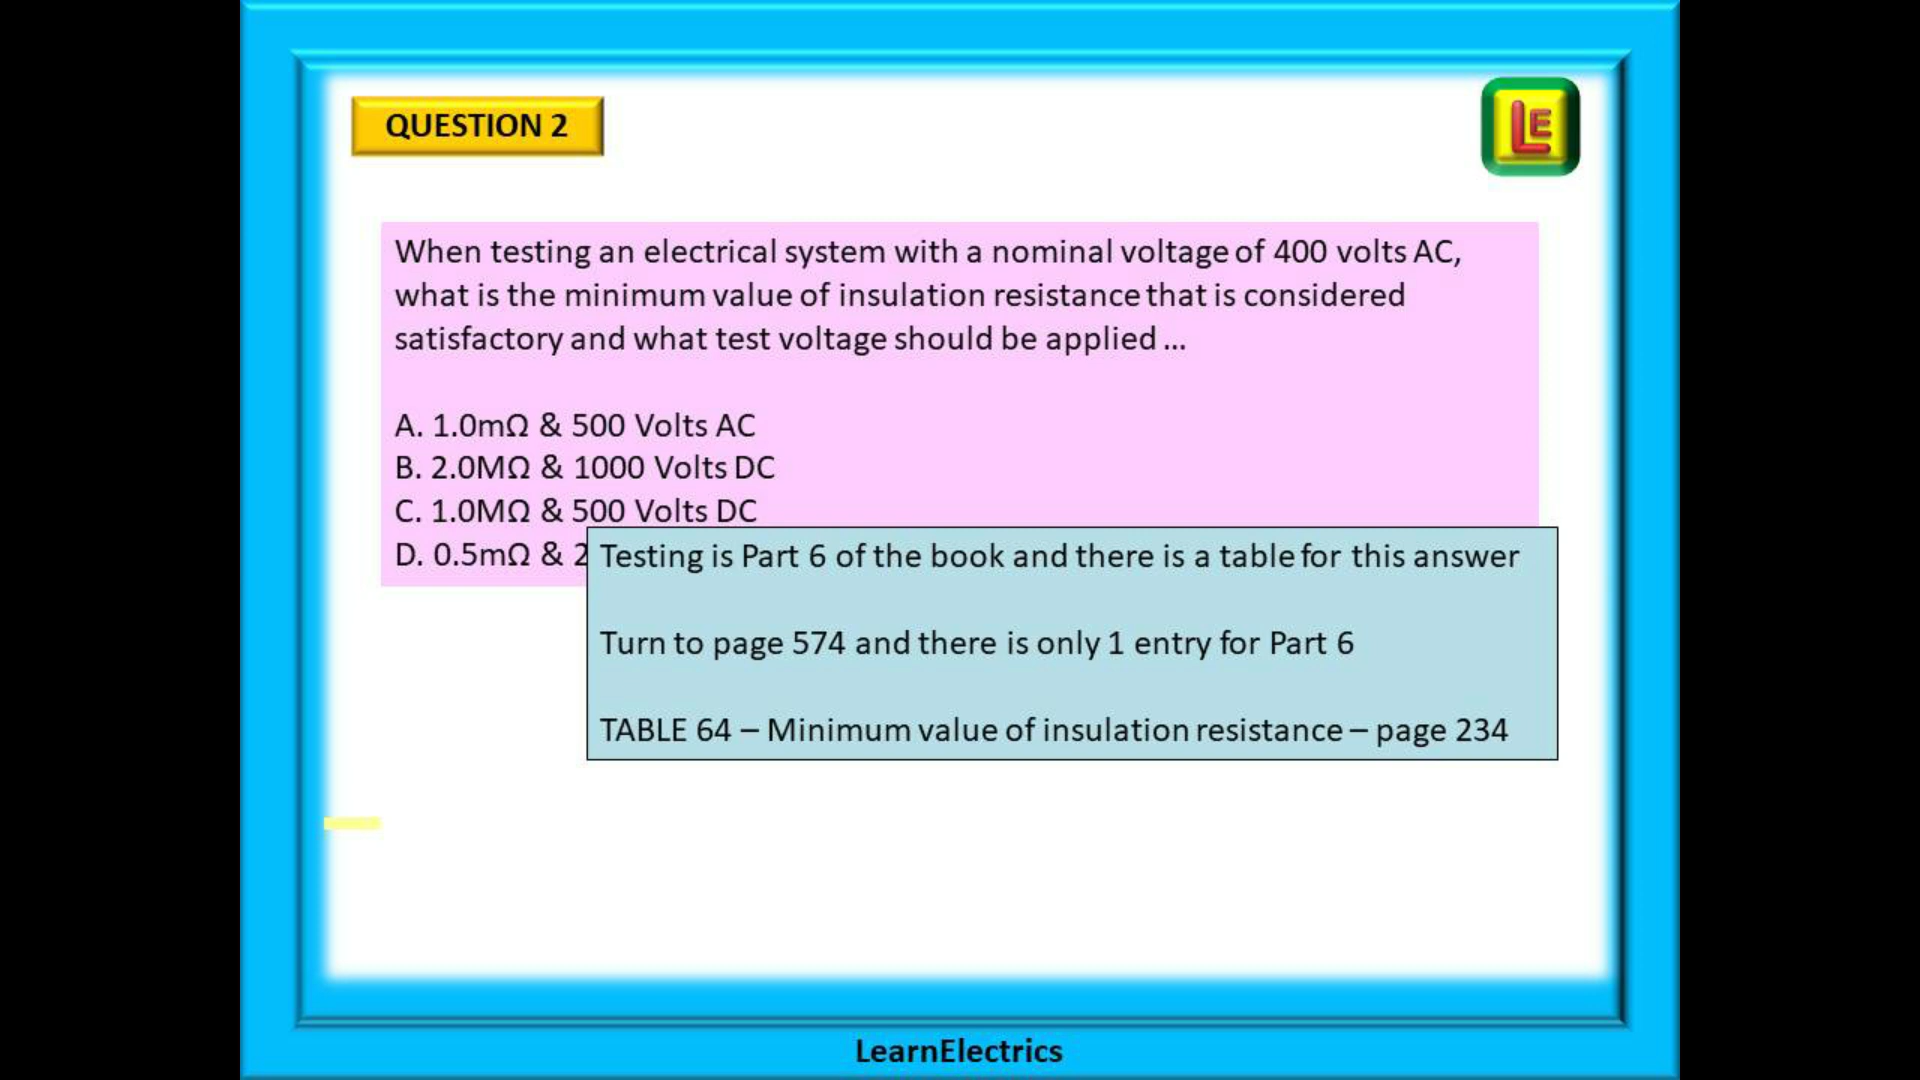 QUESTION 2
LE
When testing an electrical system with a nominal voltage of 400 volts AC,
what is the minimum value of insulation resistance that is considered
satisfactory and what test voltage should be applied ...
A. 1.0mΩ & 500 Volts AC
B. 2.0MΩ & 1000 Volts DC
C. 1.0MΩ & 500 Volts DC
D. 0.5mΩ & 2
Testing is Part 6 of the book and there is a table for this answer
Turn to page 574 and there is only 1 entry for Part 6
TABLE 64 – Minimum value of insulation resistance – page 234
LearnElectrics